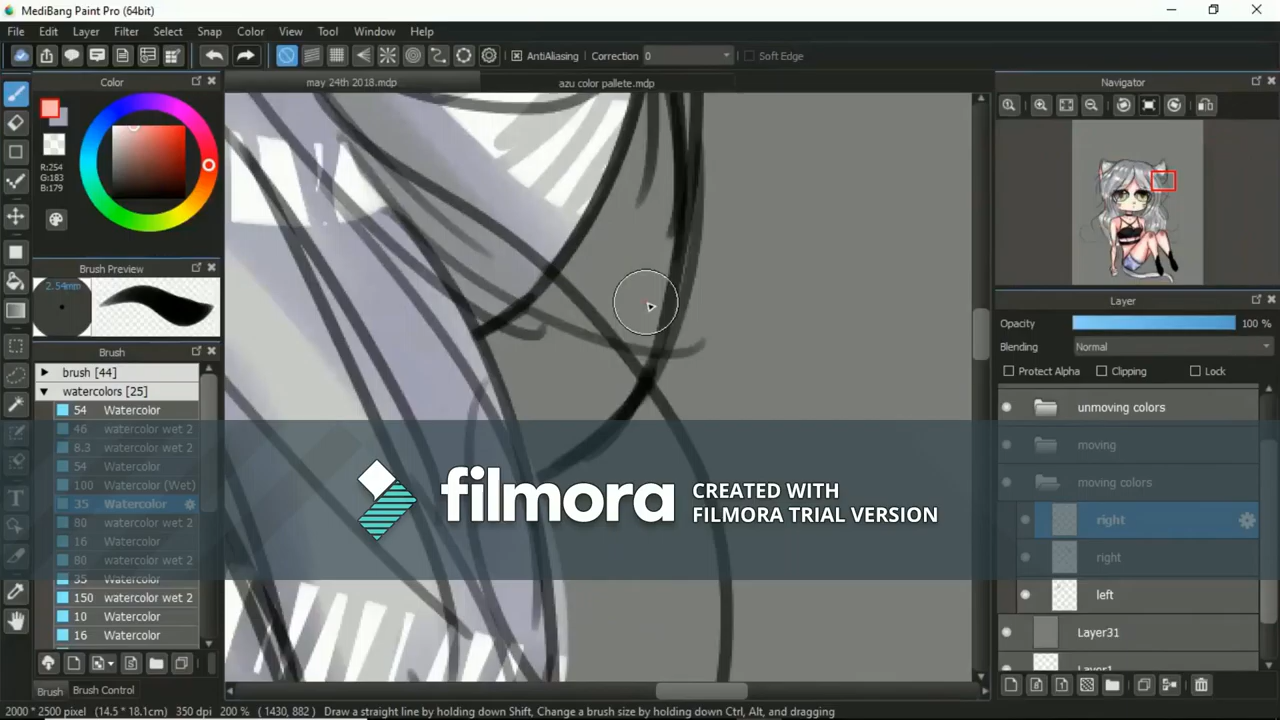 MediBang Paint Pro (64bit)
File Edit Layer Filter Select Snap Color View Tool Window Help
AntiAliasing Correction 0 Soft Edge
Color
may 24th 2018.mdp
azu color pallete.mdp
Navigator
R:254
G:183
B:179
Brush Preview
2.54mm
Layer
Opacity 100 %
Blending Normal
Protect Alpha Clipping Lock
Brush
brush [44]
watercolors [25]
54 Watercolor
46 watercolor wet 2
8.3 watercolor wet 2
54 Watercolor
100 Watercolor (Wet)
35 Watercolor
80 watercolor wet 2
16 Watercolor
80 watercolor wet 2
35 Watercolor
150 watercolor wet 2
10 Watercolor
16 Watercolor
unmoving colors
moving
moving colors
right
right
left
Layer31
Layer1
filmora
CREATED WITH
FILMORA TRIAL VERSION
Brush Brush Control
2000 * 2500 pixel (14.5 * 18.1cm) 350 dpi 200 % ( 1430, 882 ) Draw a straight line by holding down Shift, Change a brush size by holding down Ctrl, Alt, and dragging